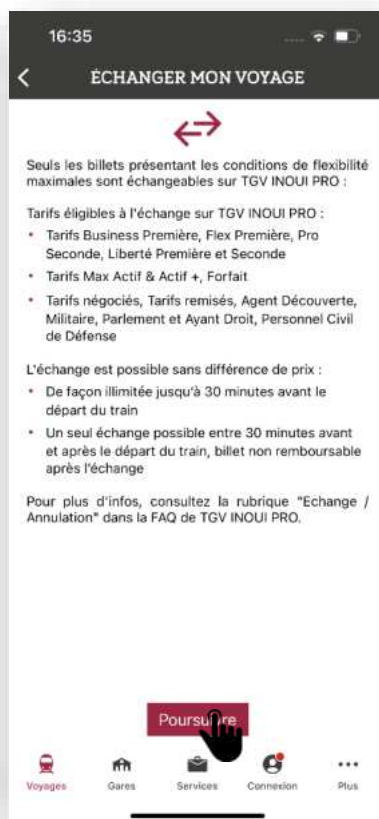 16:35
ÉCHANGER MON VOYAGE
Seuls les billets présentant les conditions de flexibilité
maximales sont échangeables sur TGV INOUI PRO :
Tarifs éligibles à l'échange sur TGV INOUI PRO :
• Tarifs Business Première, Flex Première, Pro
Seconde, Liberté Première et Seconde
• Tarifs Max Actif & Actif +, Forfait
• Tarifs négociés, Tarifs remisés, Agent Découverte,
Militaire, Parlement et Ayant Droit, Personnel Civil
de Défense
L'échange est possible sans différence de prix :
• De façon illimitée jusqu'à 30 minutes avant le
départ du train
• Un seul échange possible entre 30 minutes avant
et après le départ du train, billet non remboursable
après l'échange
Pour plus d'infos, consultez la rubrique "Echange /
Annulation" dans la FAQ de TGV INOUI PRO.
Poursuivre
Voyages Gares Services Connexion Plus